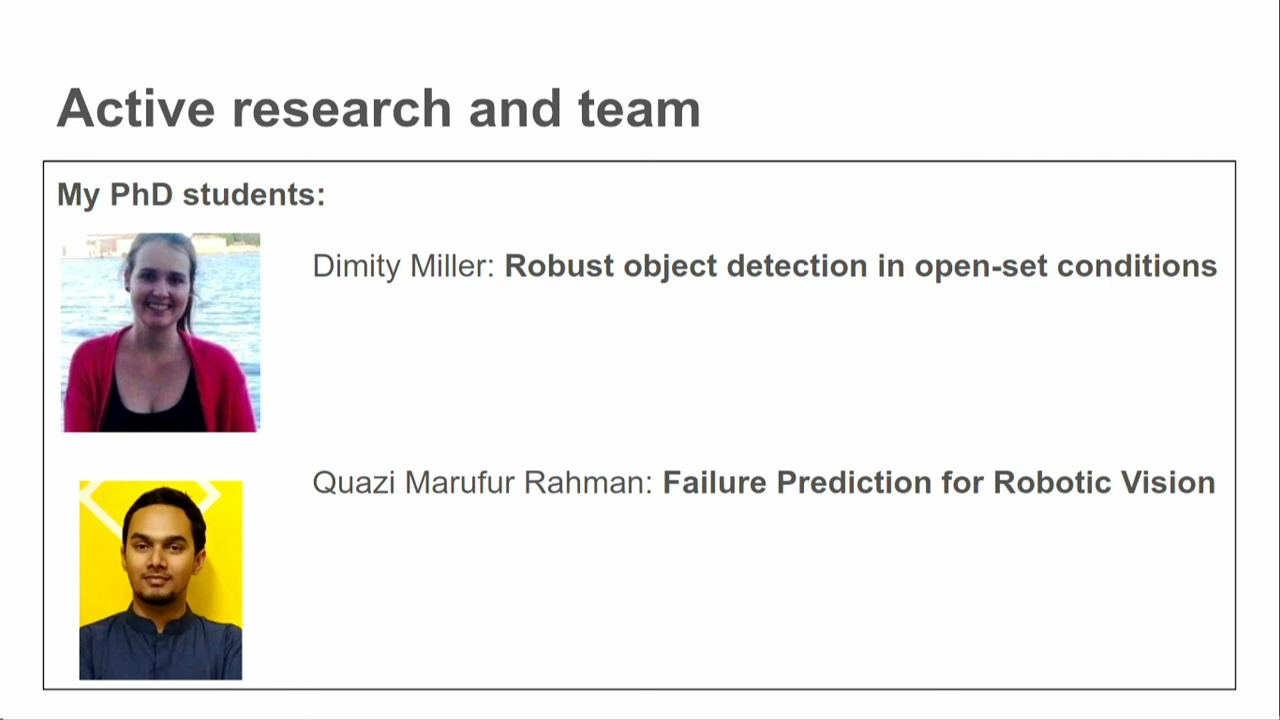 Active research and team
My PhD students:
Dimity Miller: Robust object detection in open-set conditions
Quazi Marufur Rahman: Failure Prediction for Robotic Vision